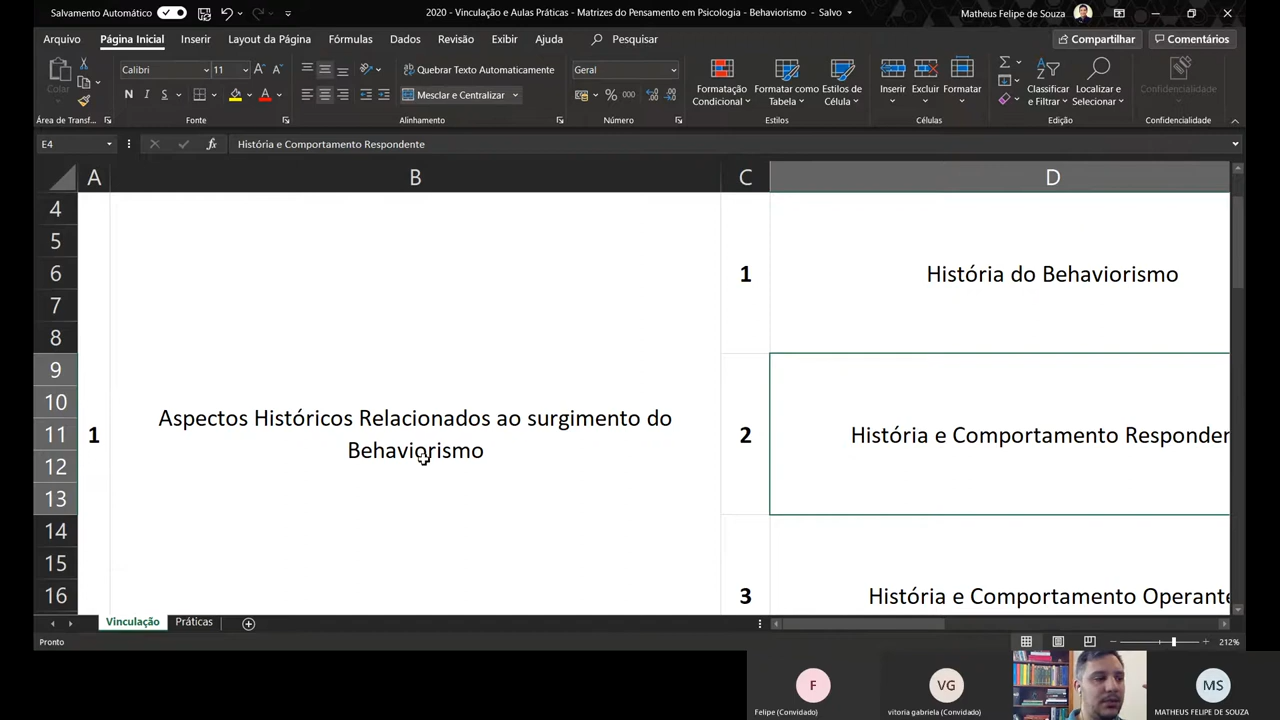 Salvamento Automático
2020 - Vinculação e Aulas Práticas - Matrizes do Pensamento em Psicologia - Behaviorismo - Salvo
Matheus Felipe de Souza
Arquivo Página Inicial Inserir Layout da Página Fórmulas Dados Revisão Exibir Ajuda Pesquisar Compartilhar Comentários
Colar
Calibri 11
N I S
Quebrar Texto Automaticamente
Mesclar e Centralizar
Geral
% 000
Formatação Condicional
Formatar como Tabela
Estilos de Célula
Inserir Excluir Formatar
Classificar e Filtrar
Localizar e Selecionar
Confidencialidade
Área de Transf... Fonte Alinhamento Número Estilos Células Edição Confidencialidade
E4 fx História e Comportamento Respondente
A B C D
4
5
6 1 História do Behaviorismo
7
8
9
10
Aspectos Históricos Relacionados ao surgimento do
11 1 2 História e Comportamento Responden
Behaviorismo
12
13
14
15
16 3 História e Comportamento Operante
Vinculação Práticas
Pronto 212%
F VG MS
Felipe (Convidado) vitoria gabriela (Convidado) MATHEUS FELIPE DE SOUZA